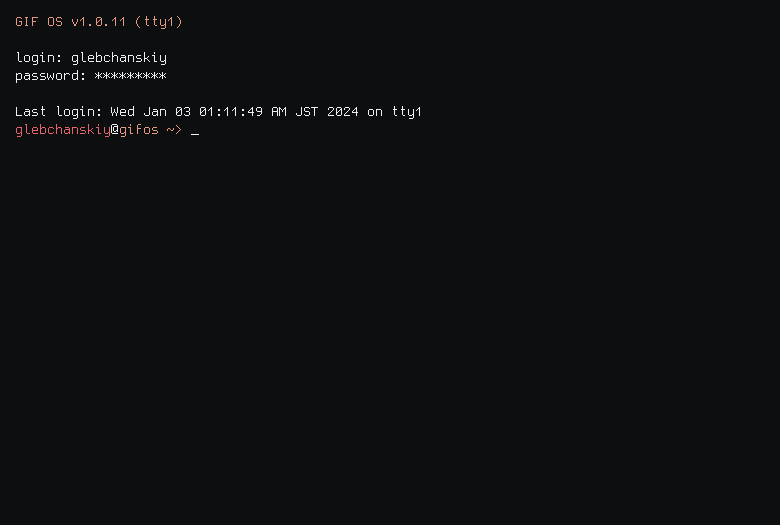 GIF OS v1.0.11 (tty1)
login: glebchanskiy
password: *********
Last login: Wed Jan 03 01:11:49 AM JST 2024 on tty1
glebchanskiy@gifos ~> _